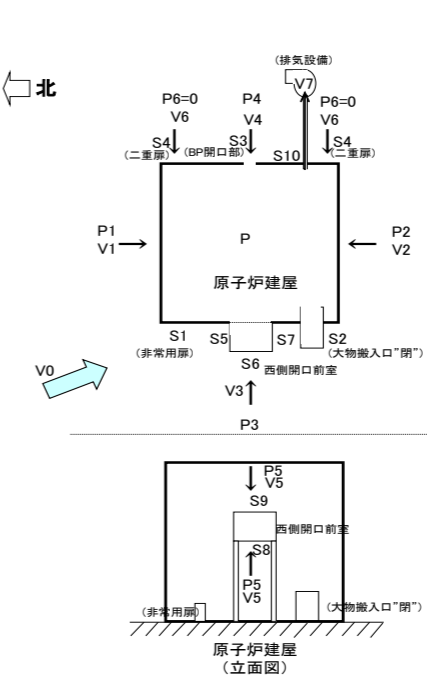 (排気設備)
北
V7
P6=0
V6
P4
V4
P6=0
V6
S4
(二重扉)
S3
(BP開口部)
S10
S4
(二重扉)
P1
V1
P
P2
V2
原子炉建屋
S1
(非常用扉)
S5
S7
S2
(大物搬入口"閉")
S6
西側開口前室
V0
V3
P3
P5
V5
S9
西側開口前室
S8
P5
V5
(非常用扉)
(大物搬入口"閉")
原子炉建屋
(立面図)